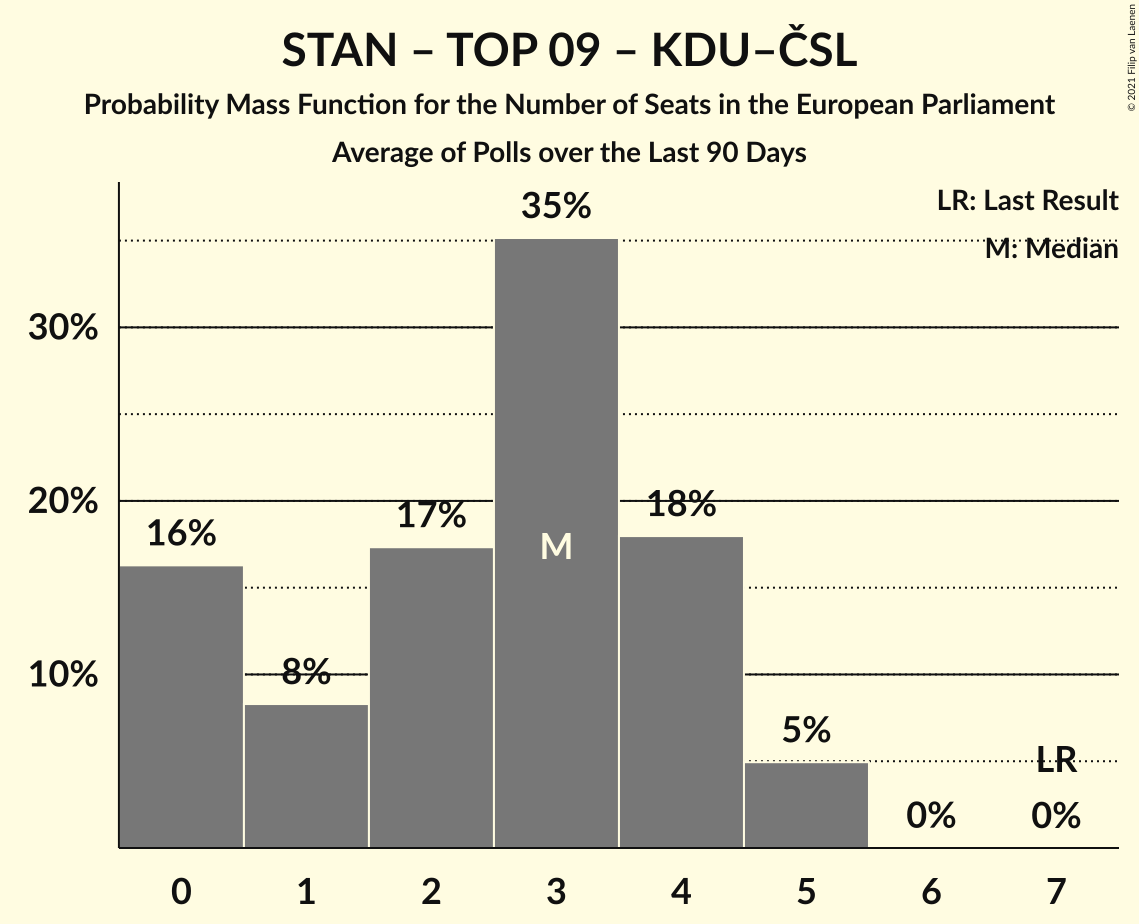 STAN – TOP 09 – KDU–ČSL
Probability Mass Function for the Number of Seats in the European Parliament
Average of Polls over the Last 90 Days
© 2021 Filip van Laenen
LR: Last Result
M: Median
35%
30%
20%
10%
16%
8%
17%
M
18%
5%
0%
LR
0%
0 1 2 3 4 5 6 7